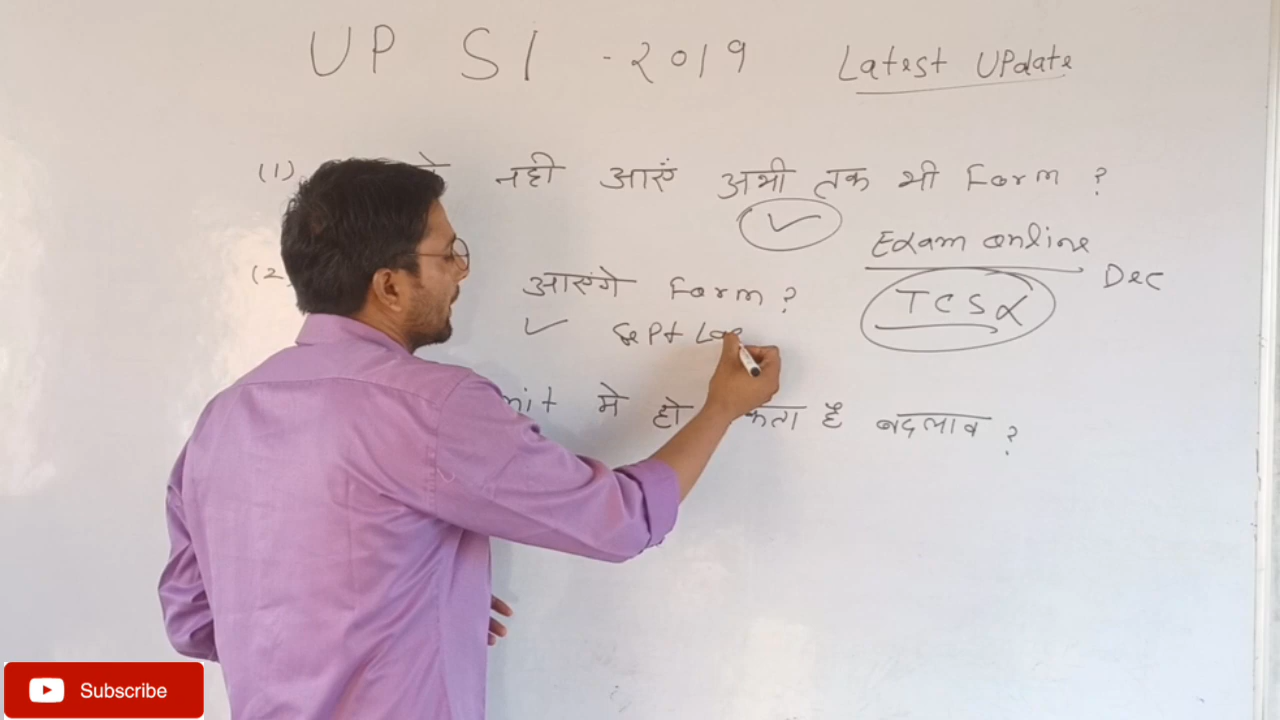 UP SI - 2019 Latest UPdate
(1) नही आएं अभी तक भी Form ?
Exam online
(2) आएंगे Form ? TCS Dec
Sept
मे हो है बदलाव ?
Subscribe